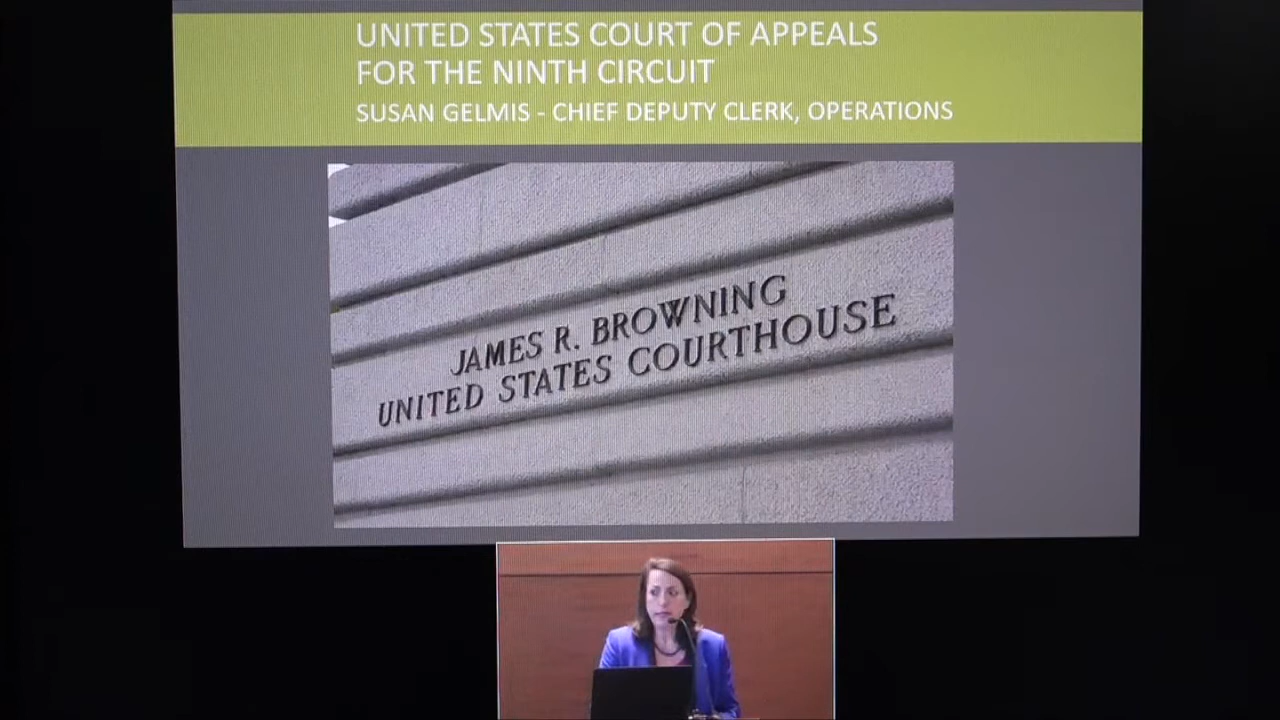 UNITED STATES COURT OF APPEALS
FOR THE NINTH CIRCUIT
SUSAN GELMIS - CHIEF DEPUTY CLERK, OPERATIONS
JAMES R. BROWNING
UNITED STATES COURTHOUSE